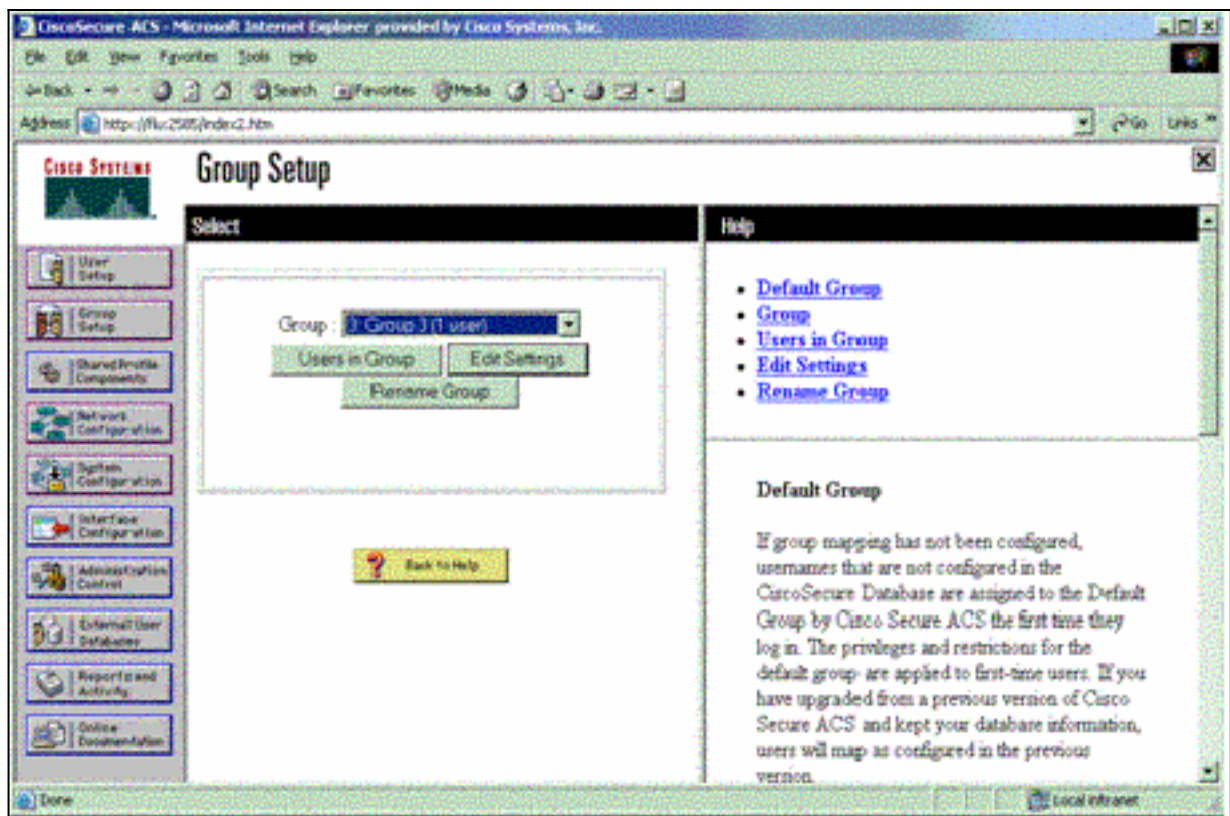 CiscoSecure ACS - Microsoft Internet Explorer provided by Cisco Systems, Inc.
File Edit View Favorites Tools Help
Back Search Favorites Media
Address Go Links »
CISCO SYSTEMS
Group Setup
Select
Help
User
Setup
Group
Setup
Shared Profile
Components
Network
Configuration
System
Configuration
Interface
Configuration
Administration
Control
External User
Databases
Reports and
Activity
Online
Documentation
Group : 3: Group 3 (1 user)
Users in Group Edit Settings
Rename Group
Back to Help
• Default Group
• Group
• Users in Group
• Edit Settings
• Rename Group
Default Group
If group mapping has not been configured,
usernames that are not configured in the
CiscoSecure Database are assigned to the Default
Group by Cisco Secure ACS the first time they
log in. The privileges and restrictions for the
default group are applied to first-time users. If you
have upgraded from a previous version of Cisco
Secure ACS and kept your database information,
users will map as configured in the previous
version.
Done Local intranet